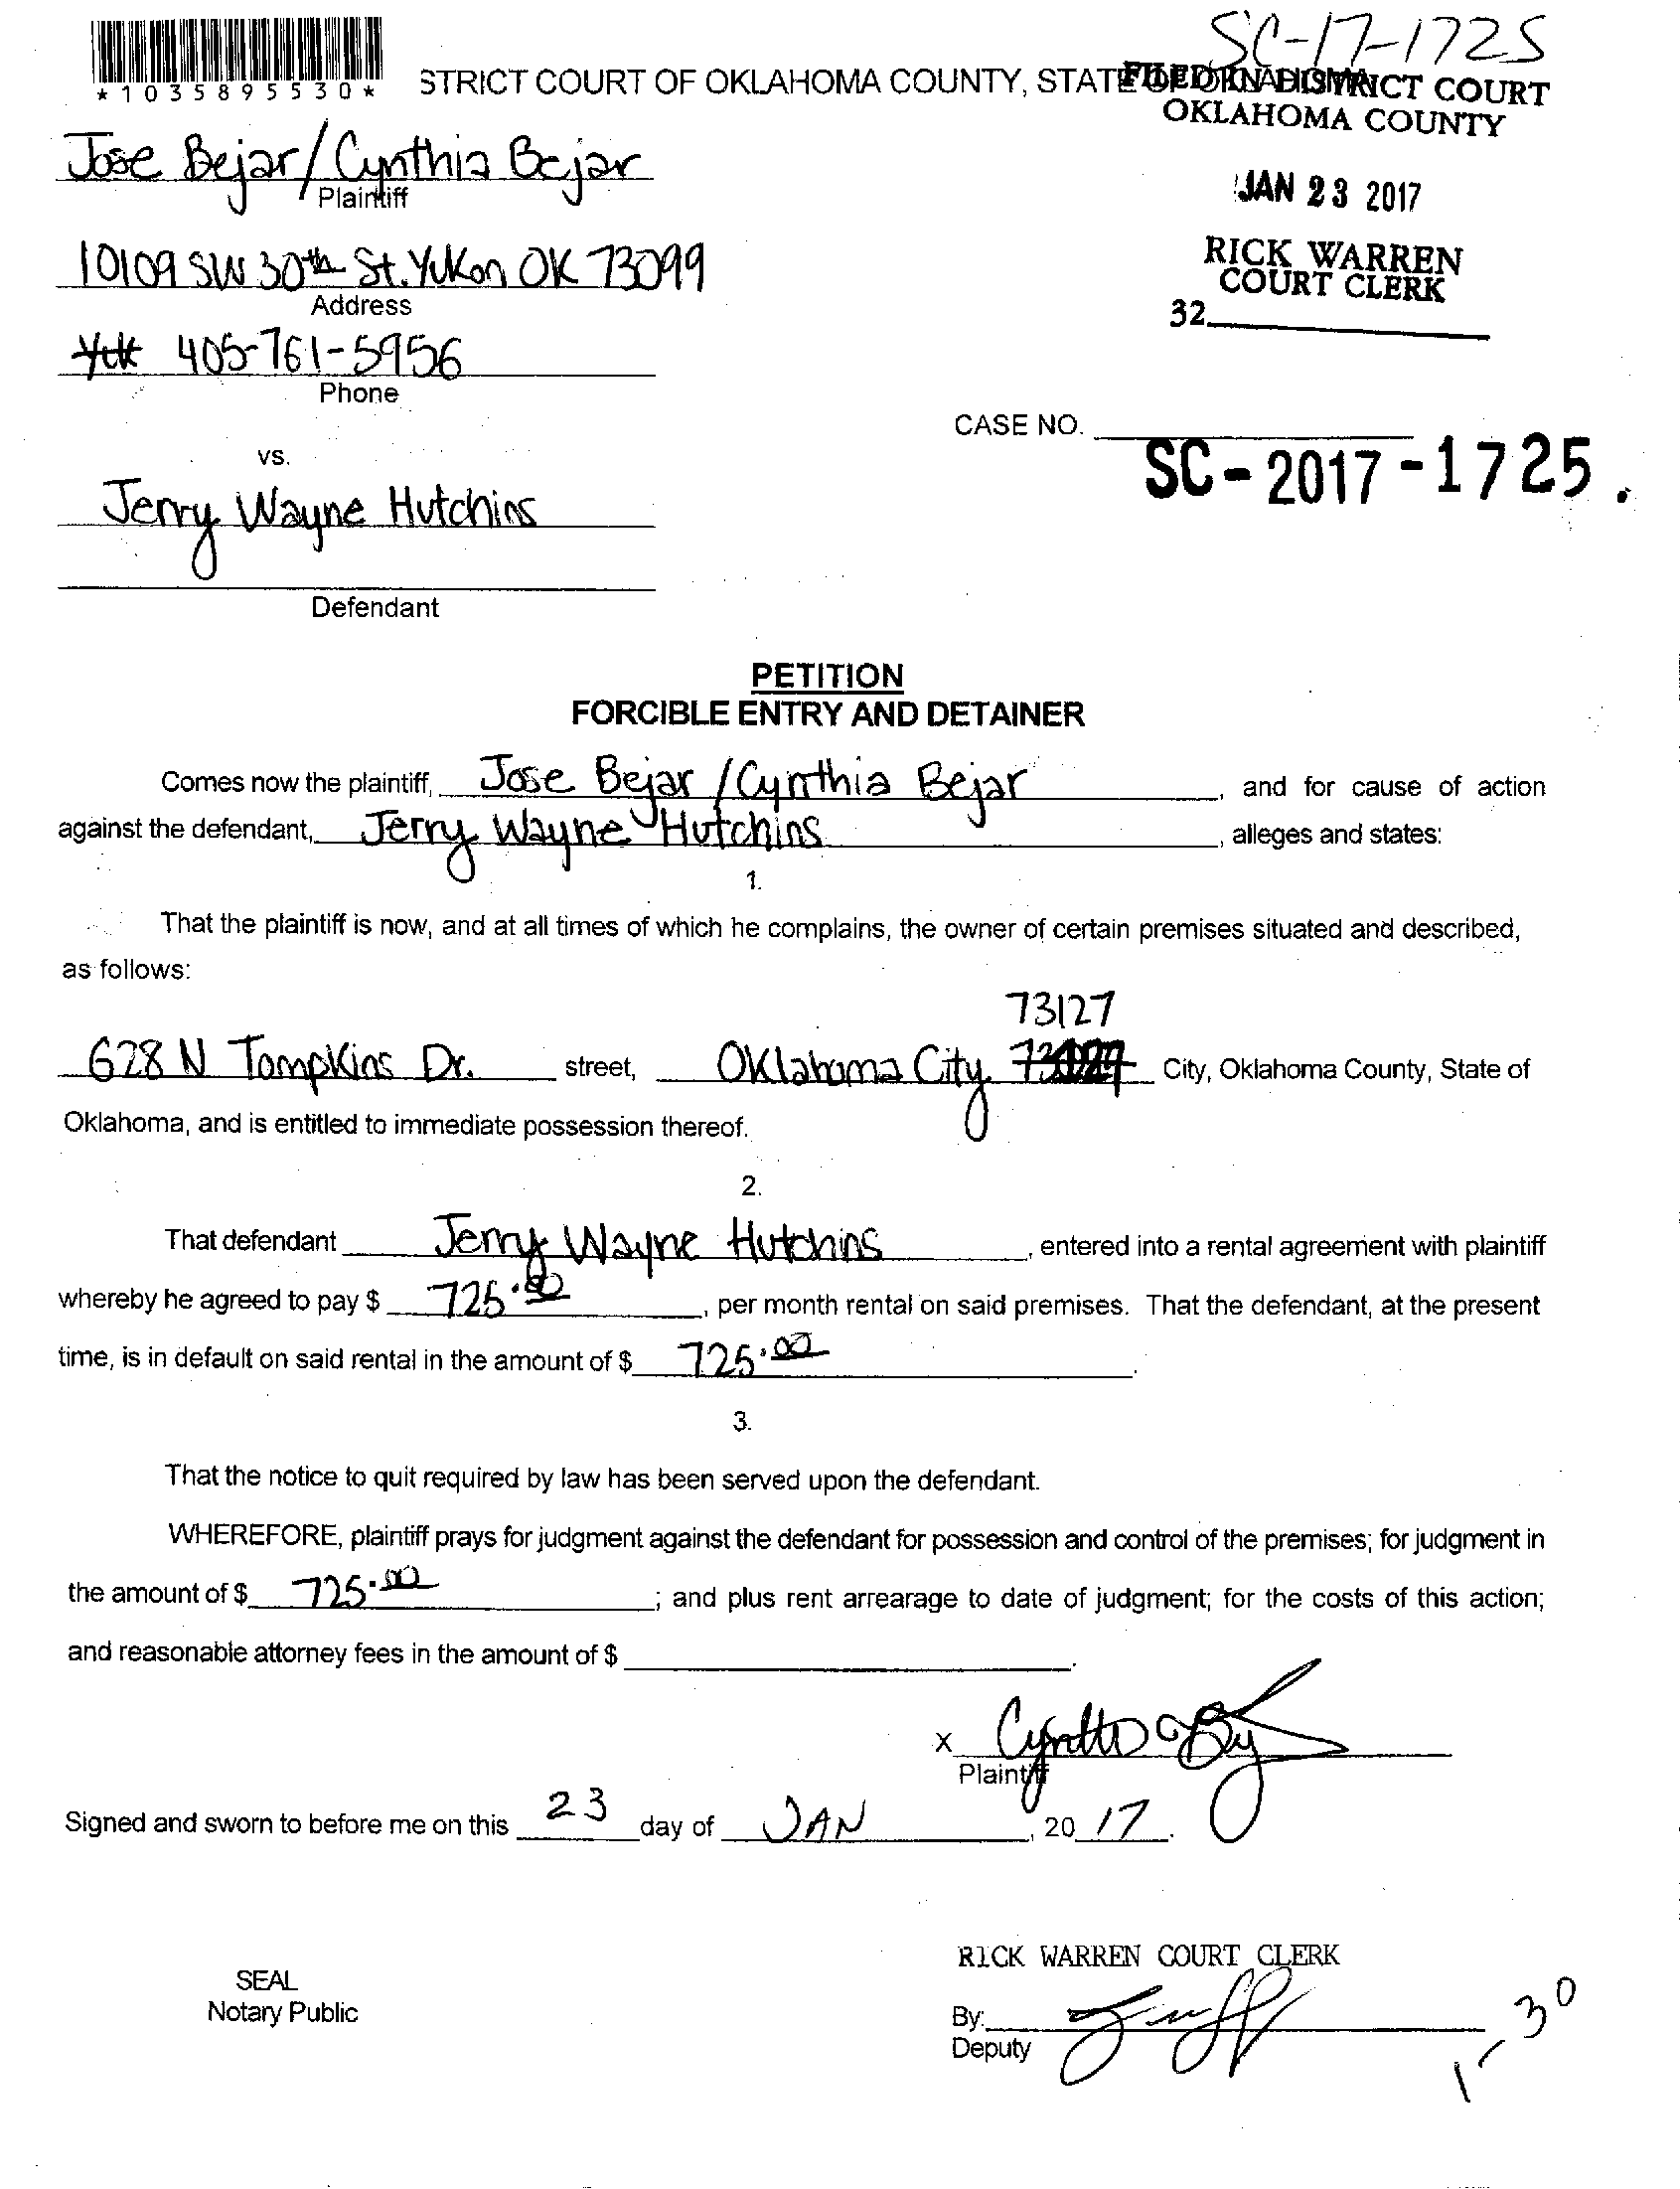 SC-17-1725
*1035895530*
STRICT COURT OF OKLAHOMA COUNTY, STATE
FILED IN DISTRICT COURT
OKLAHOMA COUNTY
JAN 23 2017
RICK WARREN
COURT CLERK
32
Jose Bejar/Cynthia Bejar
Plaintiff
10109 SW 30th St. Yukon OK 73099
Address
405-761-5956
Phone
CASE NO.
SC-2017-1725.
vs.
Jerry Wayne Hutchins
Defendant
PETITION
FORCIBLE ENTRY AND DETAINER
Comes now the plaintiff, Jose Bejar /Cynthia Bejar, and for cause of action
against the defendant, Jerry Wayne Hutchins, alleges and states:
1.
That the plaintiff is now, and at all times of which he complains, the owner of certain premises situated and described,
as follows:
73127
628 N Tompkins Dr. street, Oklahoma City City, Oklahoma County, State of
Oklahoma, and is entitled to immediate possession thereof.
2.
That defendant Jerry Wayne Hutchins, entered into a rental agreement with plaintiff
whereby he agreed to pay $ 725.00, per month rental on said premises. That the defendant, at the present
time, is in default on said rental in the amount of $ 725.00.
3.
That the notice to quit required by law has been served upon the defendant.
WHEREFORE, plaintiff prays for judgment against the defendant for possession and control of the premises; for judgment in
the amount of $ 725.00; and plus rent arrearage to date of judgment; for the costs of this action;
and reasonable attorney fees in the amount of $ .
x
Plaintiff
Signed and sworn to before me on this 23 day of JAN, 20 17.
RICK WARREN COURT CLERK
SEAL
Notary Public
By:
Deputy
1-30